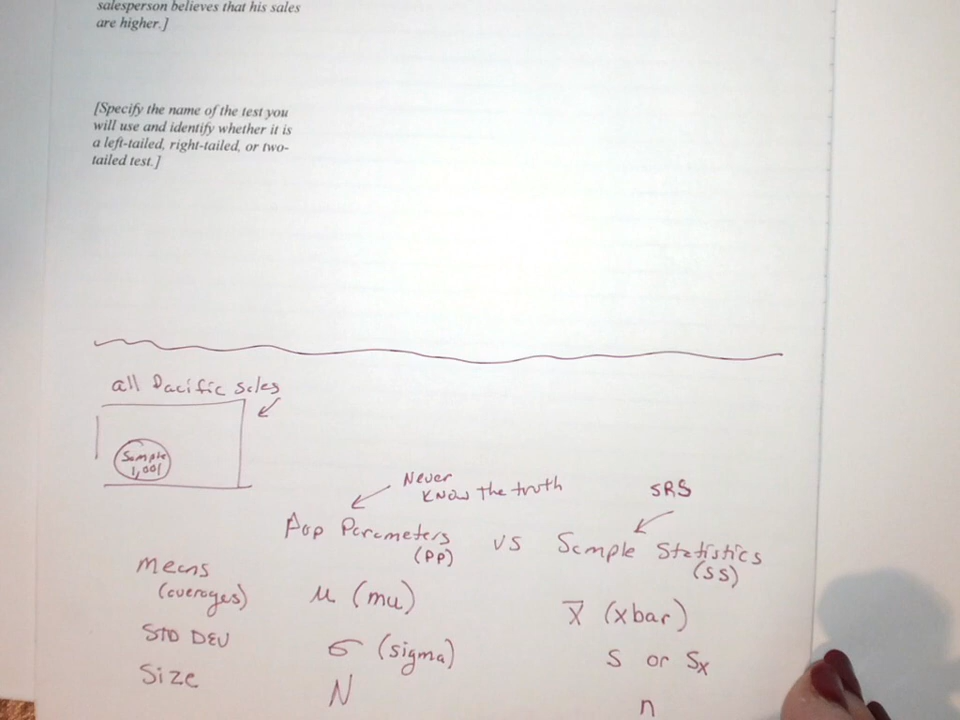 salesperson believes that his sales
are higher.]
[Specify the name of the test you
will use and identify whether it is
a left-tailed, right-tailed, or two-
tailed test.]
all Pacific sales
Sample
1,001
Never
Know the truth
SRS
Pop Parameters vs Sample Statistics
(PP) (SS)
Means
(averages) μ (mu) x̄ (xbar)
STD DEV σ (sigma) S or Sx
Size N n